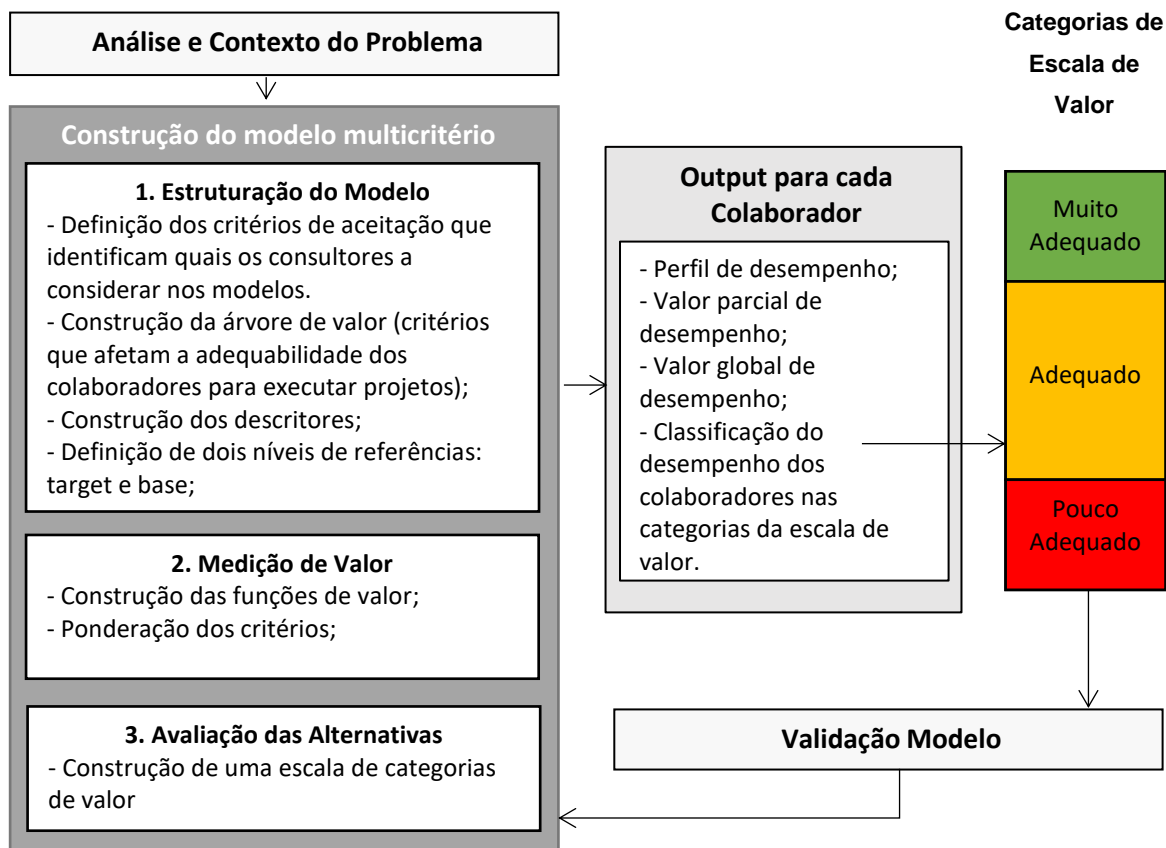 Análise e Contexto do Problema
Construção do modelo multicritério
1. Estruturação do Modelo
- Definição dos critérios de aceitação que
identificam quais os consultores a
considerar nos modelos.
- Construção da árvore de valor (critérios
que afetam a adequabilidade dos
colaboradores para executar projetos);
- Construção dos descritores;
- Definição de dois níveis de referências:
target e base;
2. Medição de Valor
- Construção das funções de valor;
- Ponderação dos critérios;
3. Avaliação das Alternativas
- Construção de uma escala de categorias
de valor
Output para cada
Colaborador
- Perfil de desempenho;
- Valor parcial de
desempenho;
- Valor global de
desempenho;
- Classificação do
desempenho dos
colaboradores nas
categorias da escala de
valor.
Categorias de
Escala de
Valor
Muito
Adequado
Adequado
Pouco
Adequado
Validação Modelo